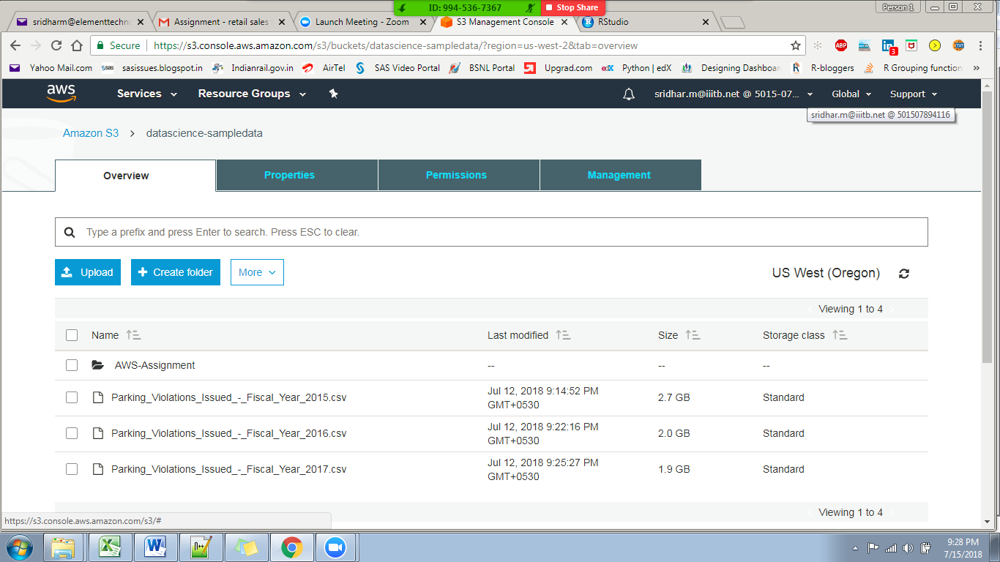 Person 1
ID: 994-536-7367 Stop Share
sridharm@elementtechn Assignment - retail sales Launch Meeting - Zoom S3 Management Console RStudio
Secure https://s3.console.aws.amazon.com/s3/buckets/datascience-sampledata/?region=us-west-2&tab=overview ABP 3
Yahoo Mail.com sasissues.blogspot.in Indianrail.gov.in AirTel SAS Video Portal BSNL Portal Upgrad.com edX Python | edX Designing Dashboar R-bloggers R Grouping function »
aws Services Resource Groups sridhar.m@iiitb.net @ 5015-07... Global Support
sridhar.m@iiitb.net @ 501507894116
Amazon S3 > datascience-sampledata
Overview Properties Permissions Management
Type a prefix and press Enter to search. Press ESC to clear.
Upload Create folder More US West (Oregon)
Viewing 1 to 4
Name Last modified Size Storage class
AWS-Assignment -- -- --
Parking_Violations_Issued_-_Fiscal_Year_2015.csv Jul 12, 2018 9:14:52 PM GMT+0530 2.7 GB Standard
Parking_Violations_Issued_-_Fiscal_Year_2016.csv Jul 12, 2018 9:22:16 PM GMT+0530 2.0 GB Standard
Parking_Violations_Issued_-_Fiscal_Year_2017.csv Jul 12, 2018 9:25:27 PM GMT+0530 1.9 GB Standard
Viewing 1 to 4
https://s3.console.aws.amazon.com/s3/#
9:28 PM
7/15/2018